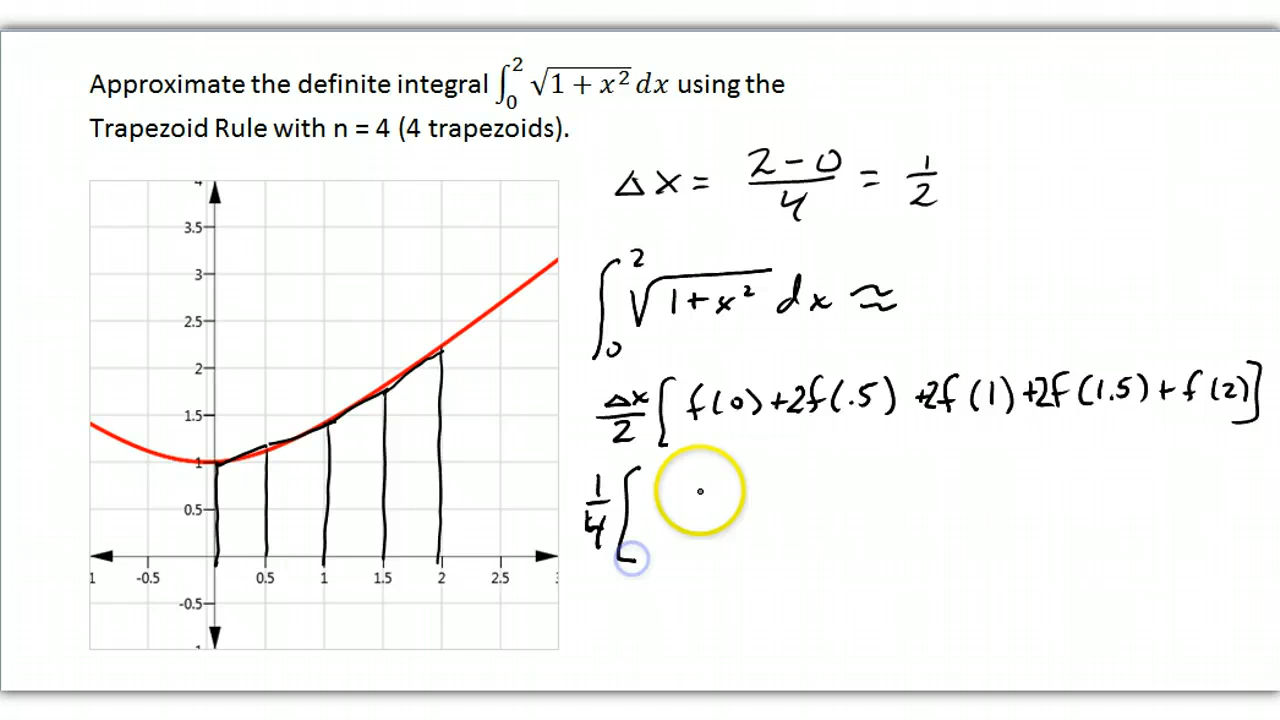 Approximate the definite integral ∫₀² √(1 + x²) dx using the
Trapezoid Rule with n = 4 (4 trapezoids).
Δx = (2 - 0)/4 = 1/2
∫₀² √(1+x²) dx ≈
Δx/2 [f(0)+2f(.5) +2f(1)+2f(1.5)+f(2)]
1/4 [
4
3.5
3
2.5
2
1.5
1
0.5
1 -0.5 0.5 1 1.5 2 2.5
-0.5